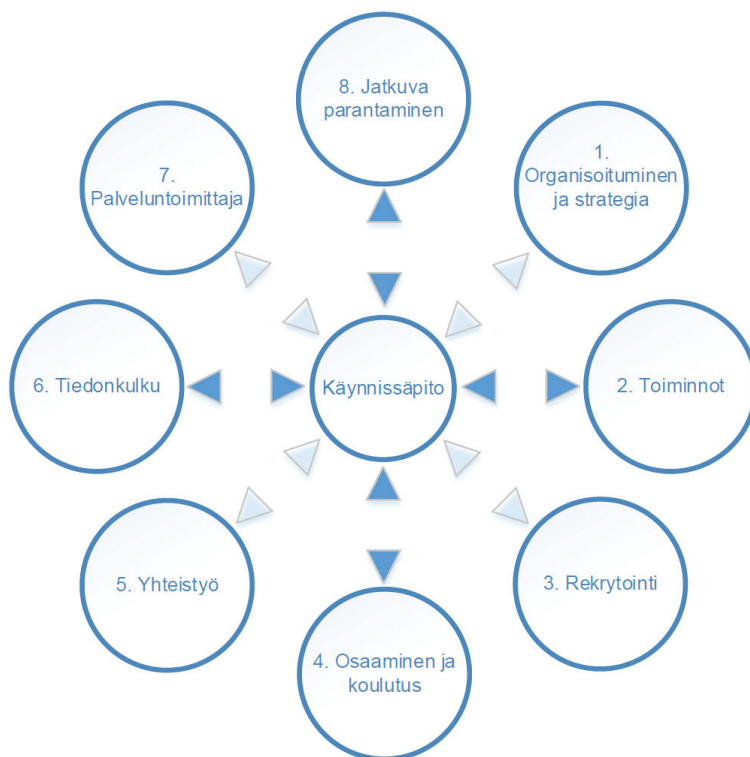 8. Jatkuva
parantaminen
1.
Organisoituminen
ja strategia
2. Toiminnot
3. Rekrytointi
4. Osaaminen ja
koulutus
5. Yhteistyö
6. Tiedonkulku
7.
Palveluntoimittaja
Käynnissäpito